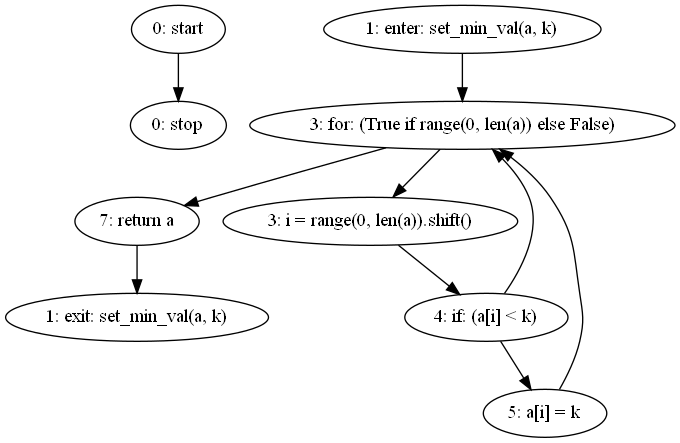 0: start
1: enter: set_min_val(a, k)
0: stop
3: for: (True if range(0, len(a)) else False)
7: return a
3: i = range(0, len(a)).shift()
1: exit: set_min_val(a, k)
4: if: (a[i] < k)
5: a[i] = k